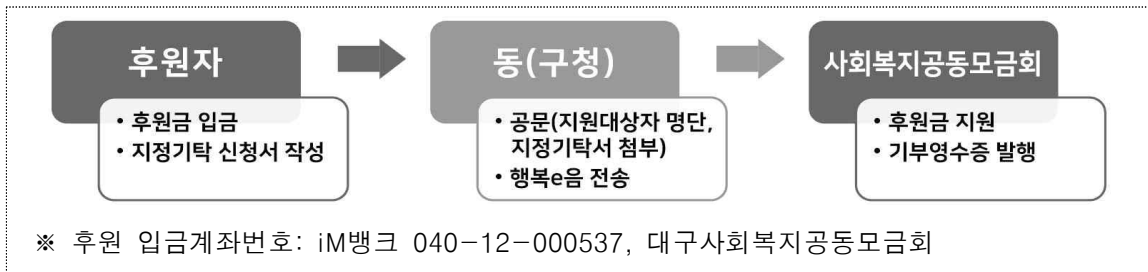 후원자
• 후원금 입금
• 지정기탁 신청서 작성
동(구청)
• 공문(지원대상자 명단,
지정기탁서 첨부)
• 행복e음 전송
사회복지공동모금회
• 후원금 지원
• 기부영수증 발행
※ 후원 입금계좌번호: iM뱅크 040-12-000537, 대구사회복지공동모금회